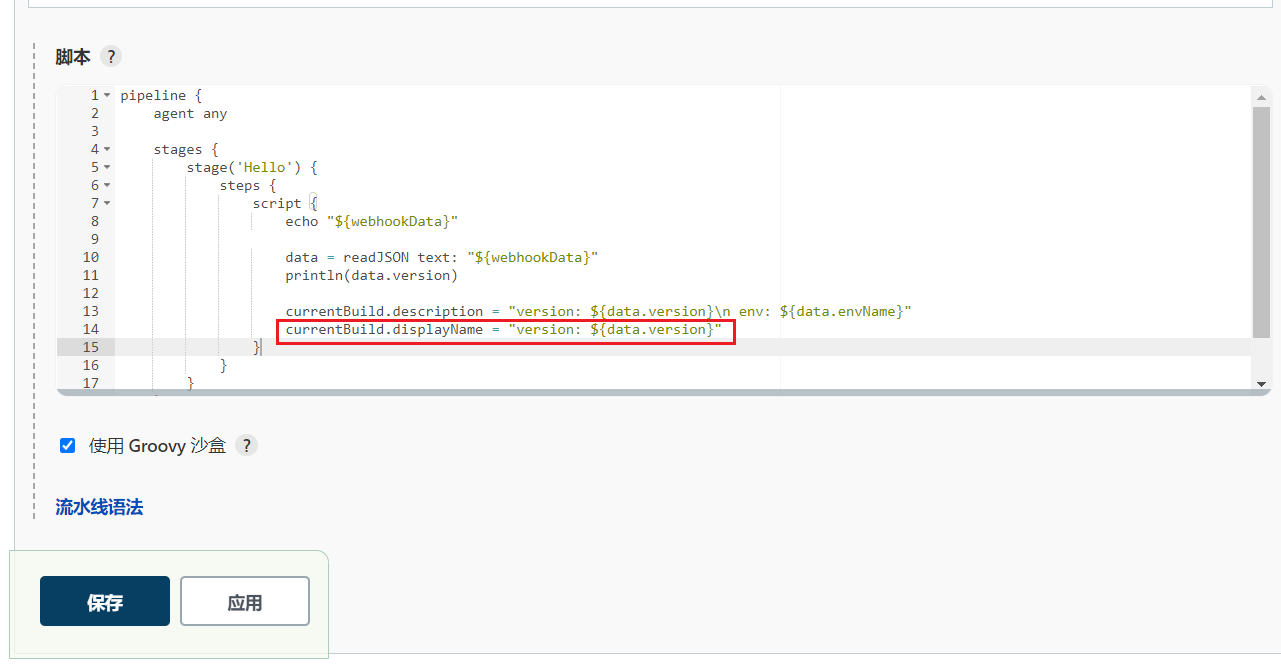 脚本 ?
1 pipeline {
2     agent any
3
4     stages {
5         stage('Hello') {
6             steps {
7                 script {
8                     echo "${webhookData}"
9
10                     data = readJSON text: "${webhookData}"
11                     println(data.version)
12
13                     currentBuild.description = "version: ${data.version}\n env: ${data.envName}"
14                     currentBuild.displayName = "version: ${data.version}"
15                 }
16             }
17         }
使用 Groovy 沙盒 ?
流水线语法
保存 应用